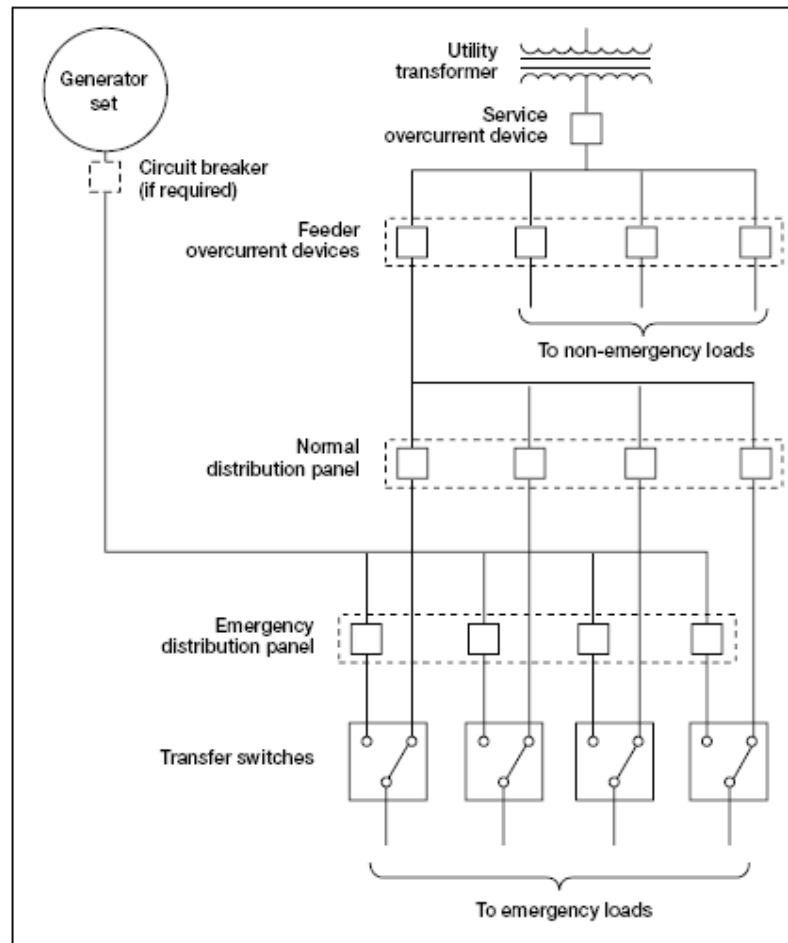 Generator
set
Utility
transformer
Service
overcurrent device
Circuit breaker
(if required)
Feeder
overcurrent devices
To non-emergency loads
Normal
distribution panel
Emergency
distribution panel
Transfer switches
To emergency loads